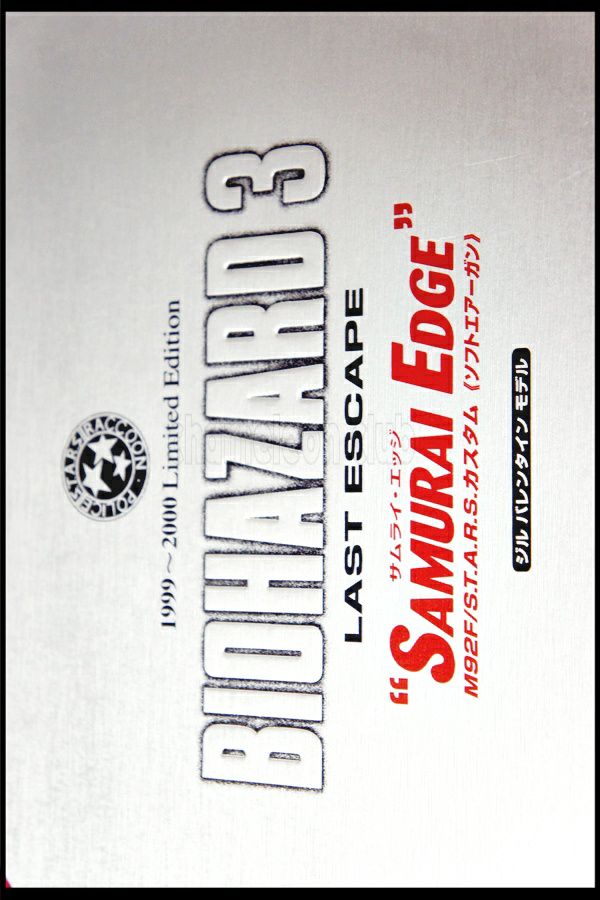 RACCOON POLICE S.T.A.R.S.
1999～2000 Limited Edition
BIOHAZARD 3
LAST ESCAPE
サムライ・エッジ
“SAMURAI EDGE”
M92F/S.T.A.R.S.カスタム《ソフトエアーガン》
ジル バレンタイン モデル